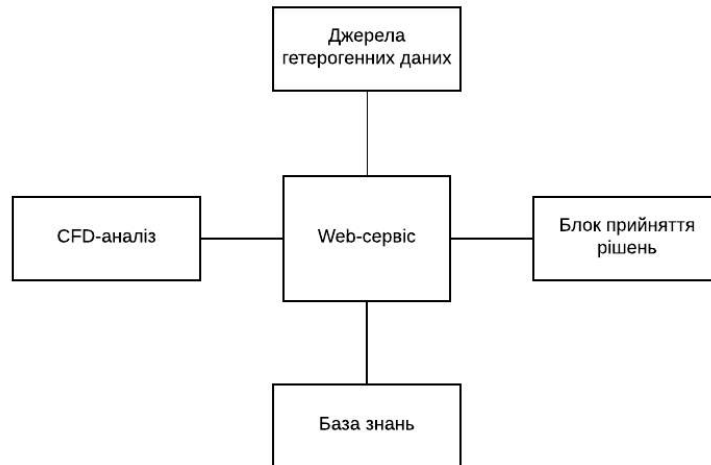 Джерела
гетерогенних даних
CFD-аналіз
Web-сервіс
Блок прийняття
рішень
База знань